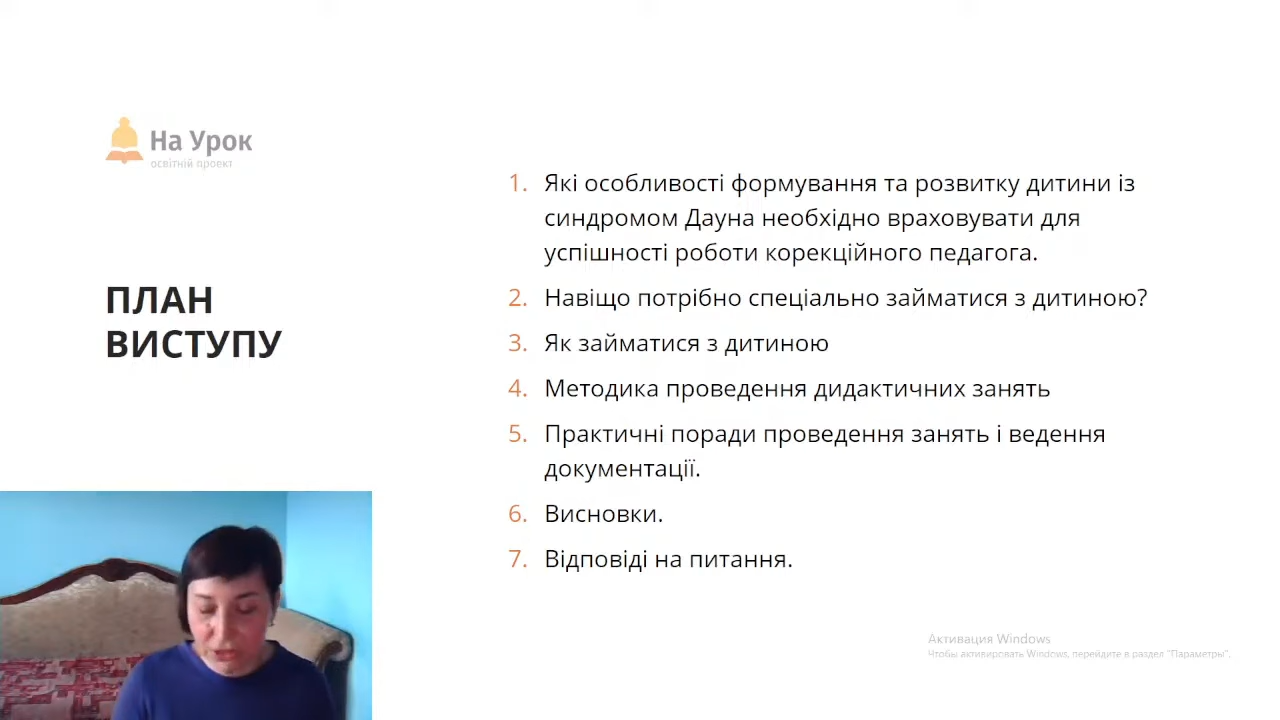 На Урок
освітній проект
ПЛАН
ВИСТУПУ
1. Які особливості формування та розвитку дитини із
синдромом Дауна необхідно враховувати для
успішності роботи корекційного педагога.
2. Навіщо потрібно спеціально займатися з дитиною?
3. Як займатися з дитиною
4. Методика проведення дидактичних занять
5. Практичні поради проведення занять і ведення
документації.
6. Висновки.
7. Відповіді на питання.
Активация Windows
Чтобы активировать Windows, перейдите в раздел "Параметры".